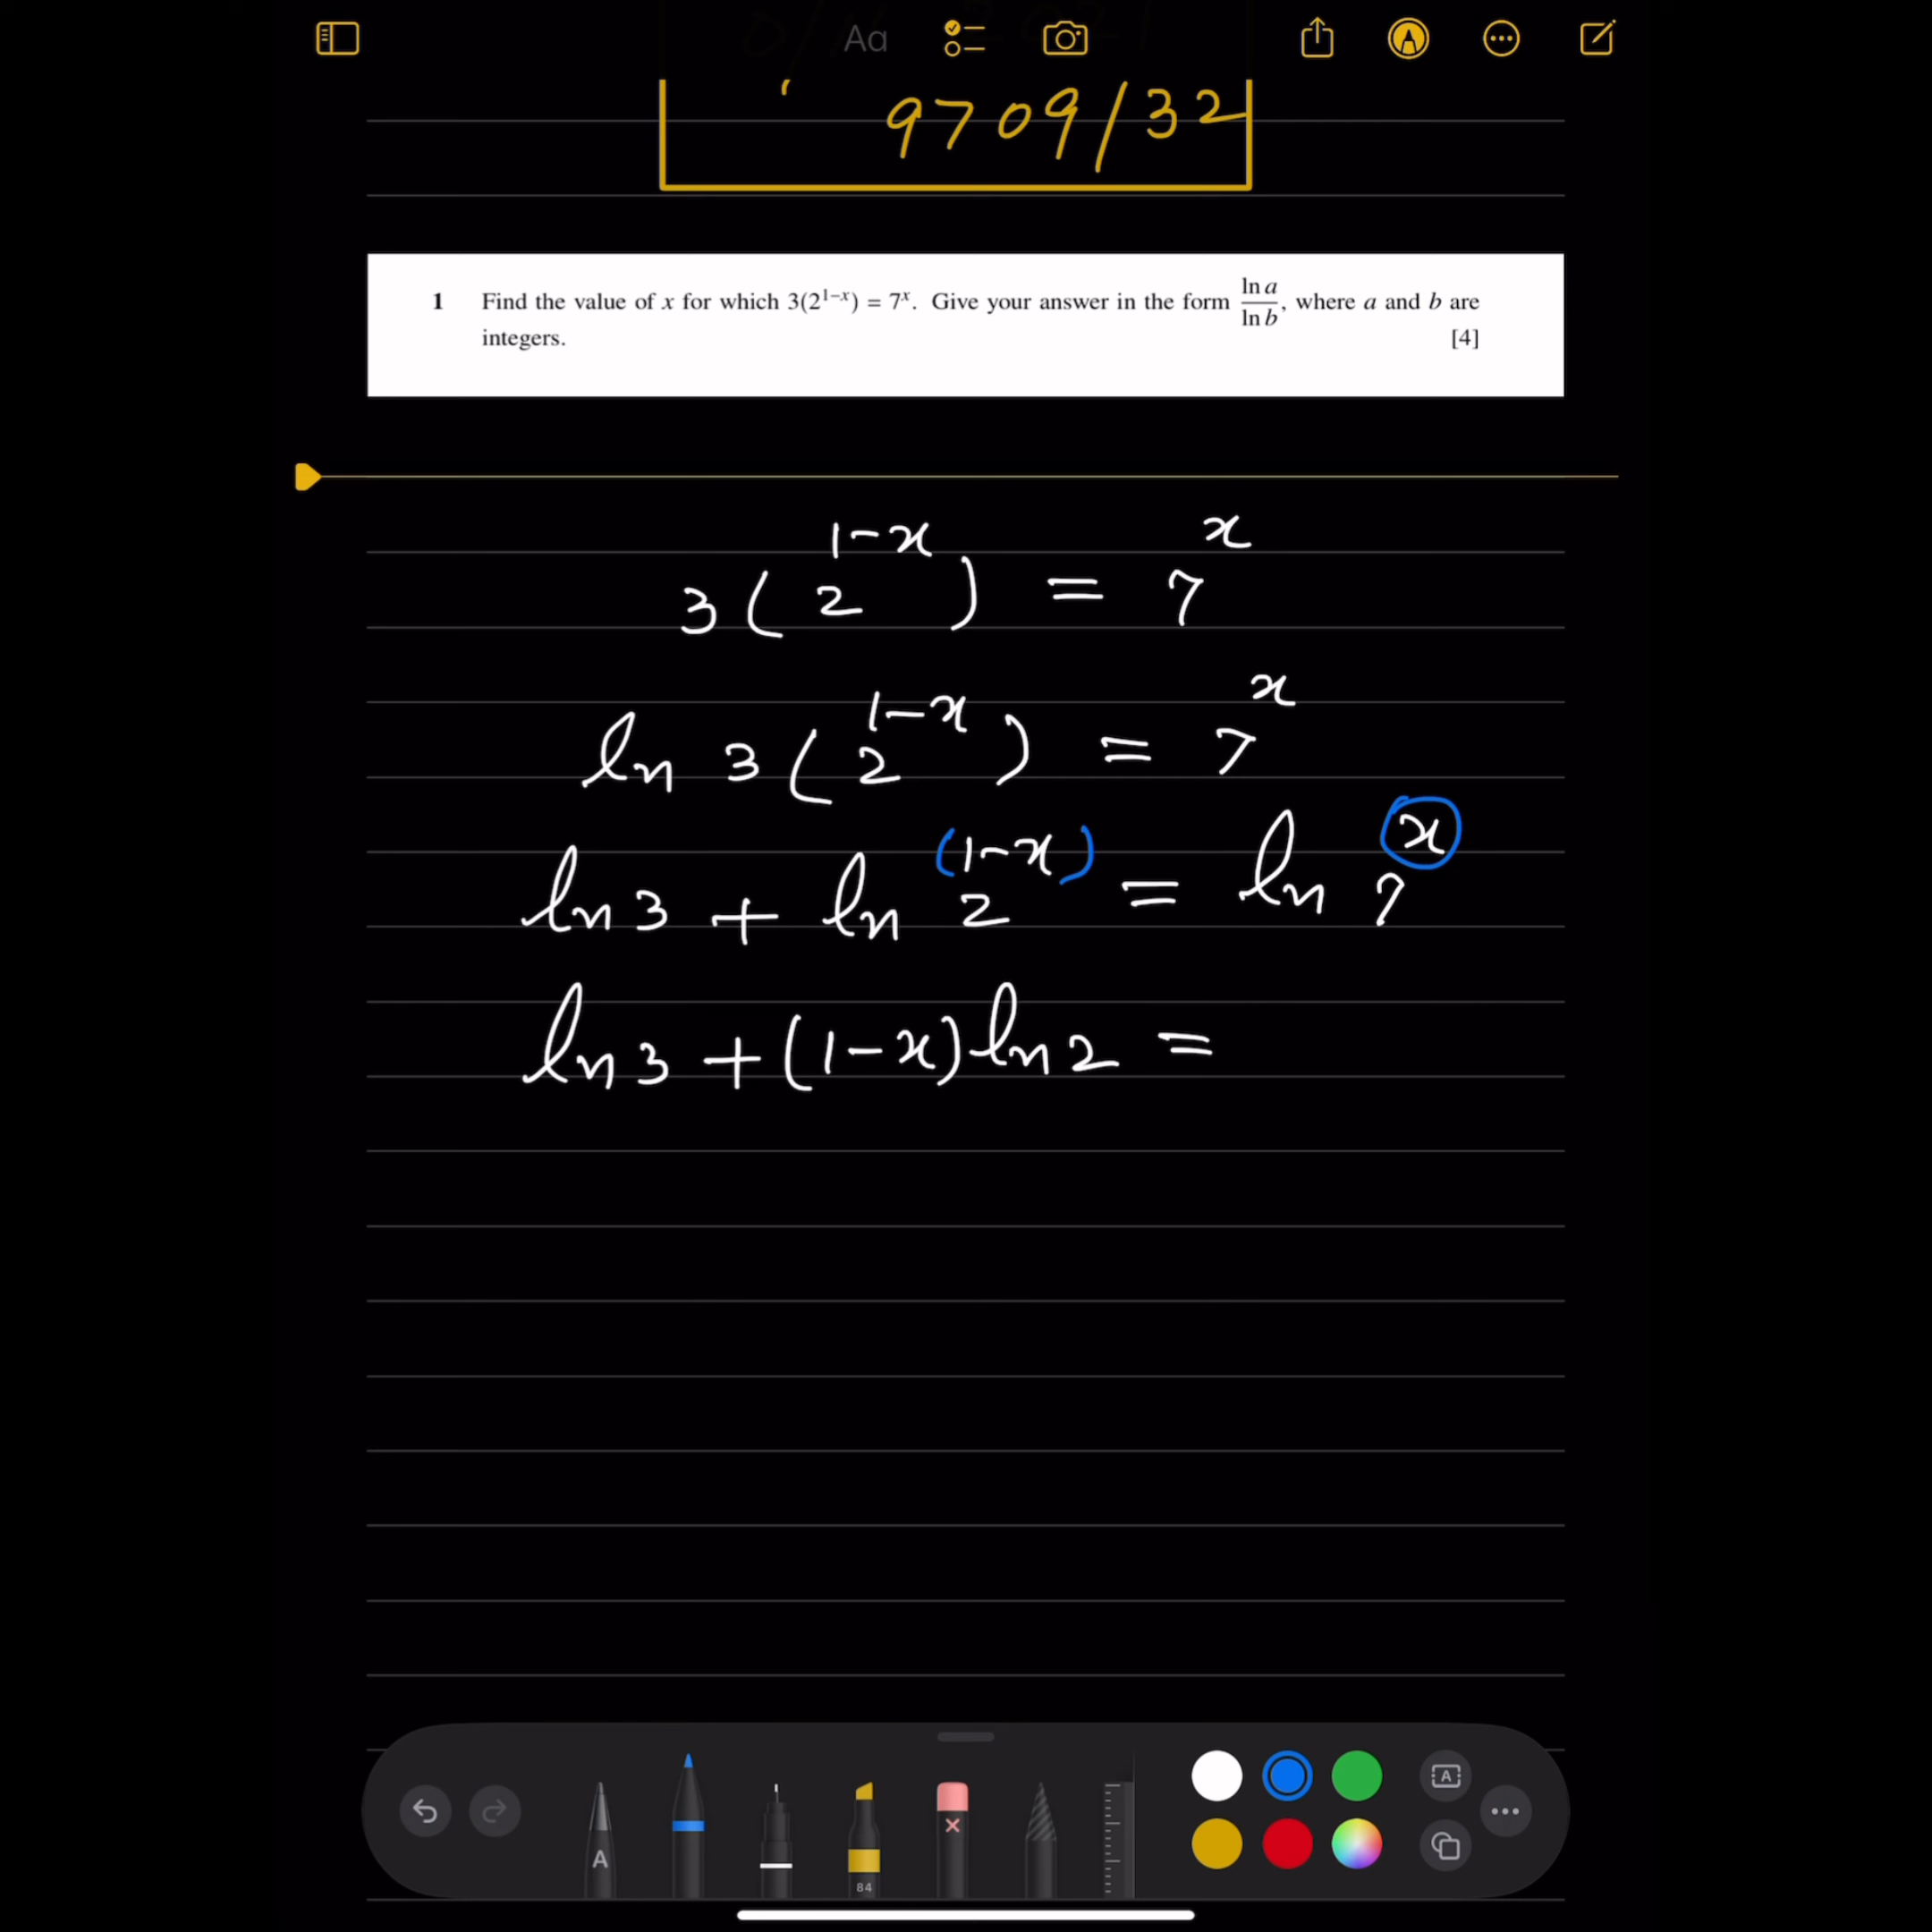 Aa
9709/32
1 Find the value of x for which 3(2^{1−x}) = 7^x. Give your answer in the form \frac{ln a}{ln b}, where a and b are
integers. [4]
3(2^{1-x}) = 7^x
ln 3(2^{1-x}) = 7^x
ln 3 + ln 2^{(1-x)} = ln 7^x
ln 3 + (1-x) ln 2 =
A
84
A